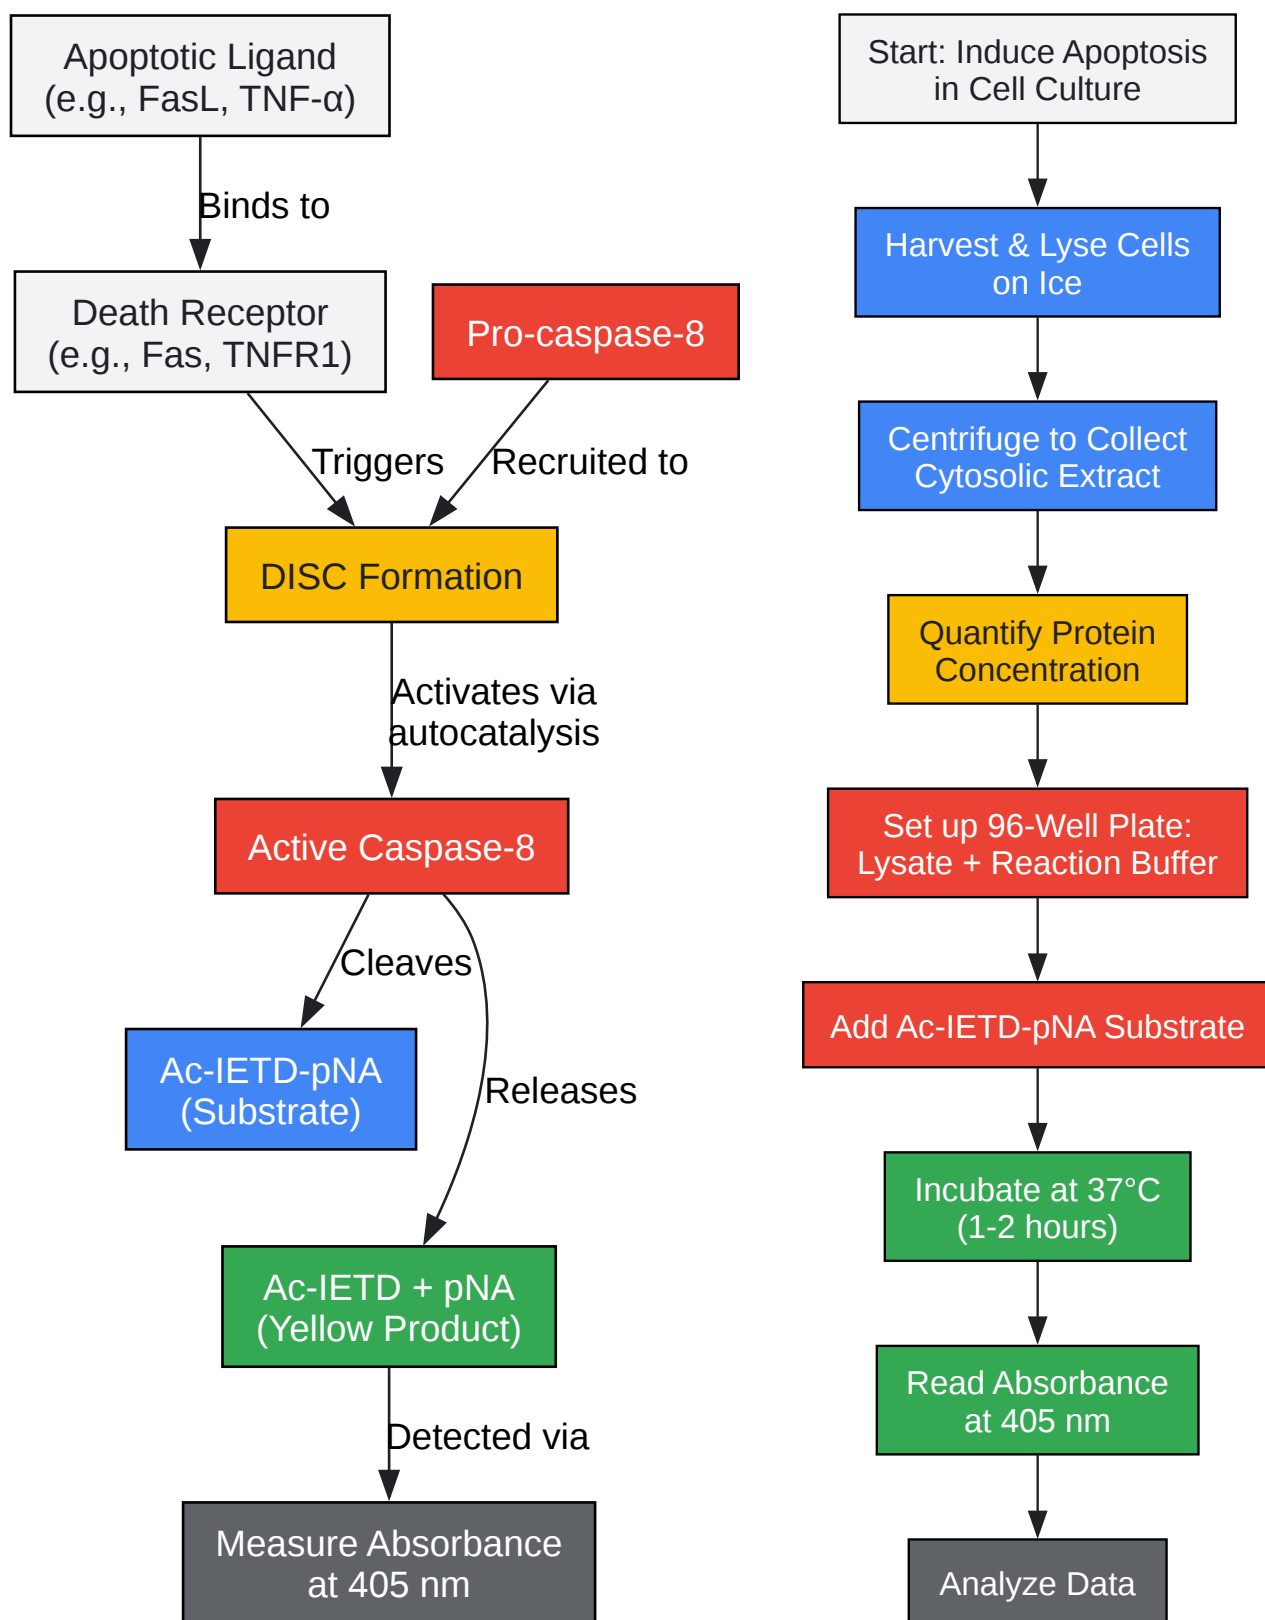 Apoptotic Ligand
(e.g., FasL, TNF-α)
Binds to
Death Receptor
(e.g., Fas, TNFR1)
Pro-caspase-8
Triggers
Recruited to
DISC Formation
Activates via
autocatalysis
Active Caspase-8
Cleaves
Ac-IETD-pNA
(Substrate)
Releases
Ac-IETD + pNA
(Yellow Product)
Detected via
Measure Absorbance
at 405 nm
Start: Induce Apoptosis
in Cell Culture
Harvest & Lyse Cells
on Ice
Centrifuge to Collect
Cytosolic Extract
Quantify Protein
Concentration
Set up 96-Well Plate:
Lysate + Reaction Buffer
Add Ac-IETD-pNA Substrate
Incubate at 37°C
(1-2 hours)
Read Absorbance
at 405 nm
Analyze Data